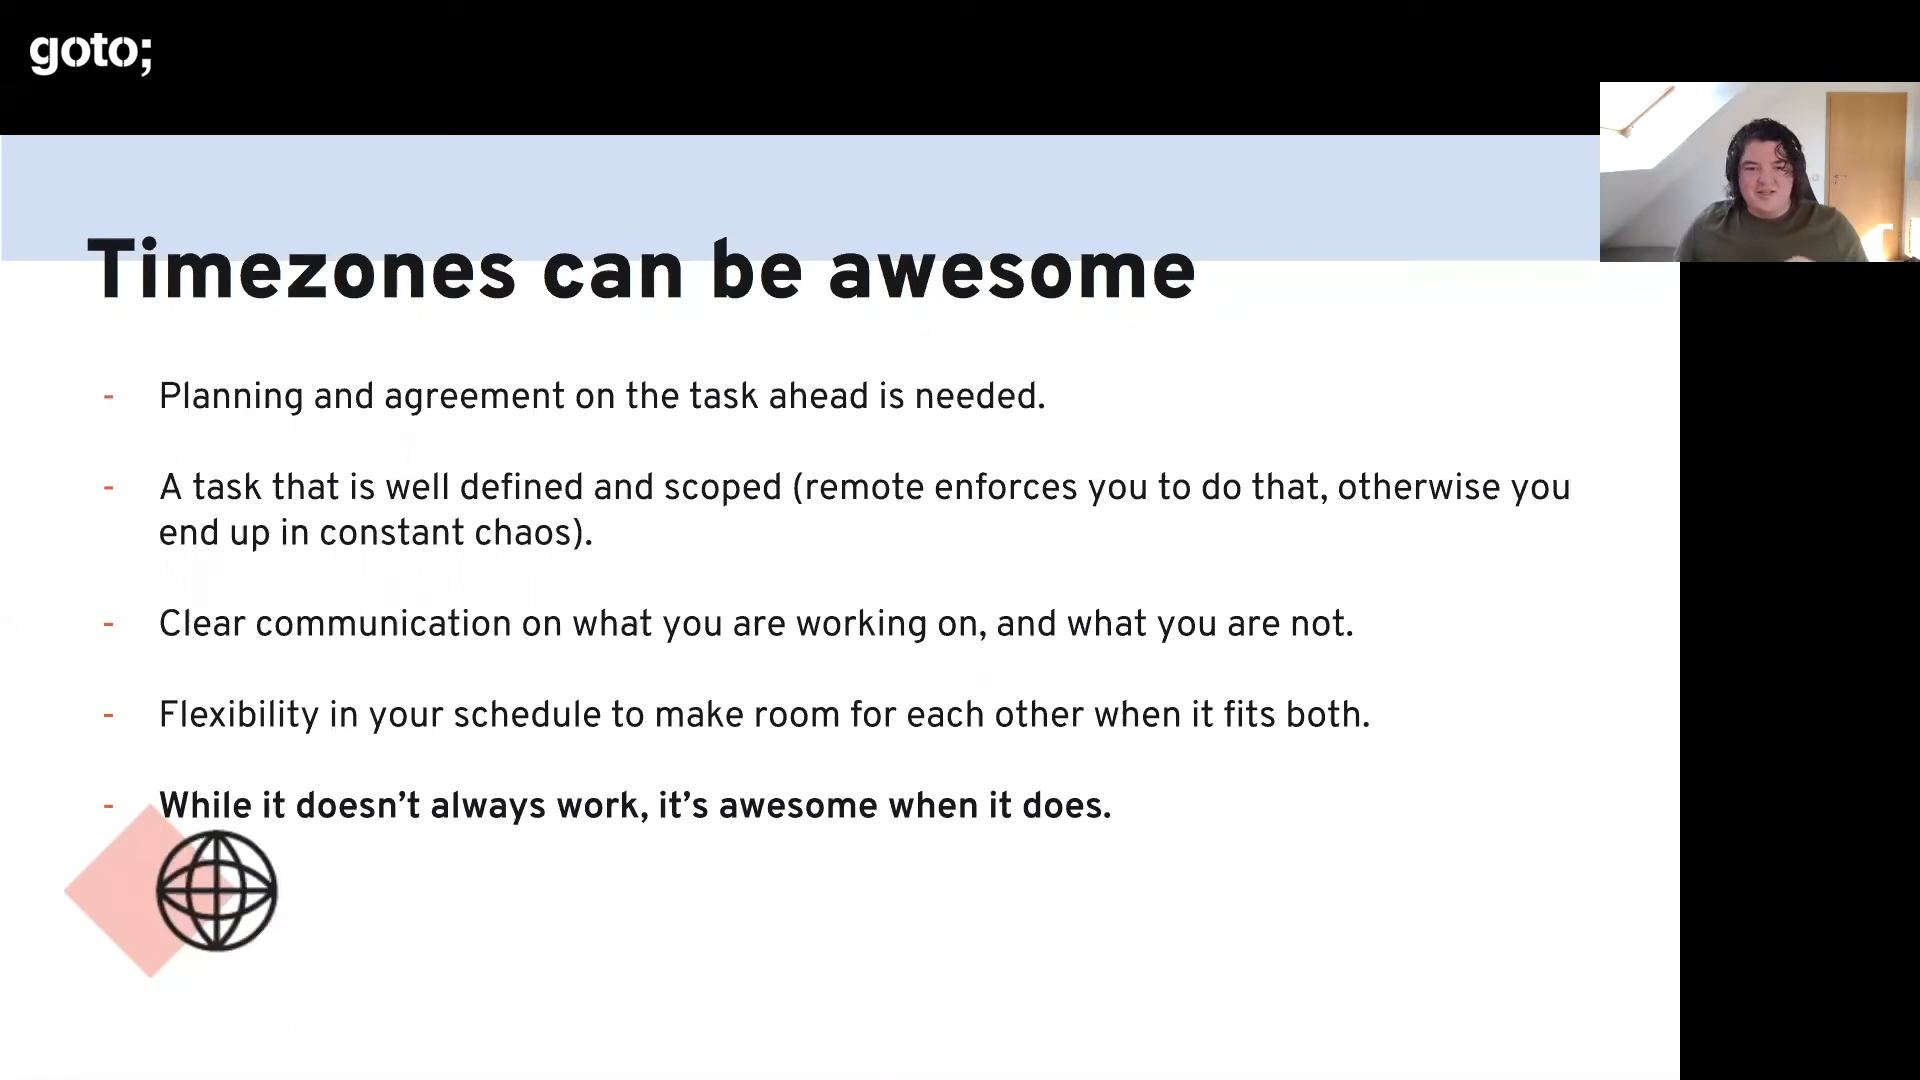 goto;
Timezones can be awesome
- Planning and agreement on the task ahead is needed.
- A task that is well defined and scoped (remote enforces you to do that, otherwise you
end up in constant chaos).
- Clear communication on what you are working on, and what you are not.
- Flexibility in your schedule to make room for each other when it fits both.
- While it doesn’t always work, it’s awesome when it does.